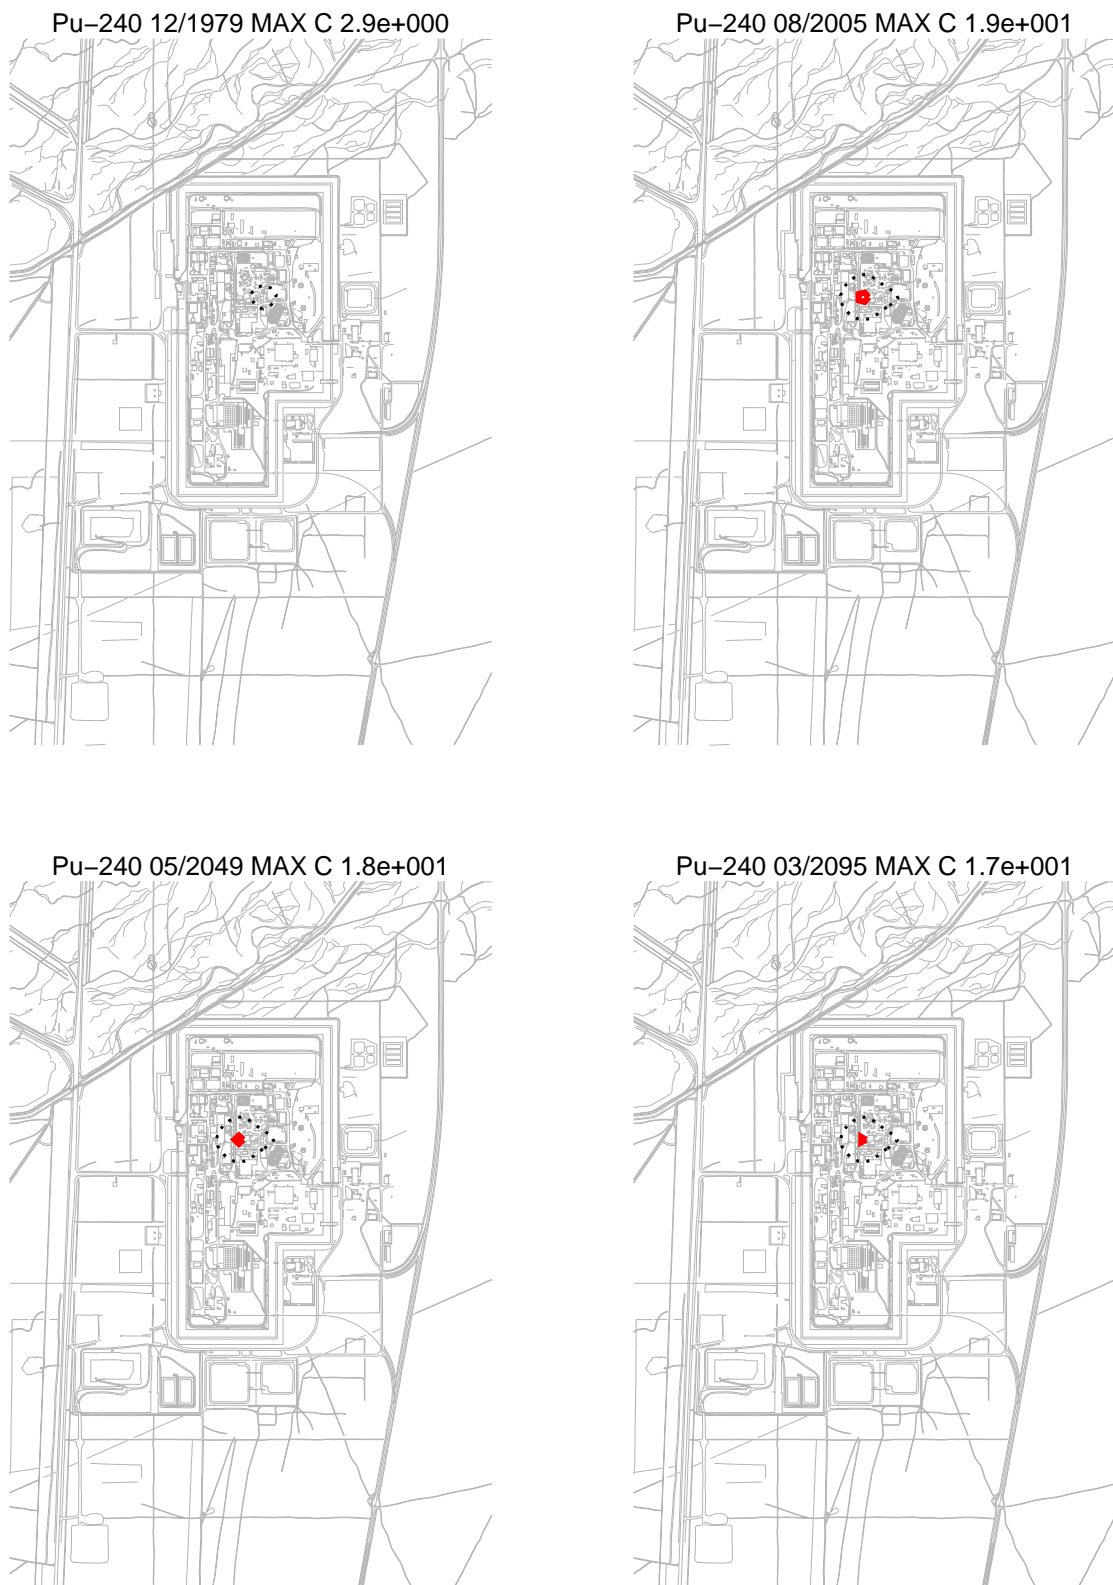 Pu−240 12/1979 MAX C 2.9e+000
Pu−240 08/2005 MAX C 1.9e+001
Pu−240 05/2049 MAX C 1.8e+001
Pu−240 03/2095 MAX C 1.7e+001